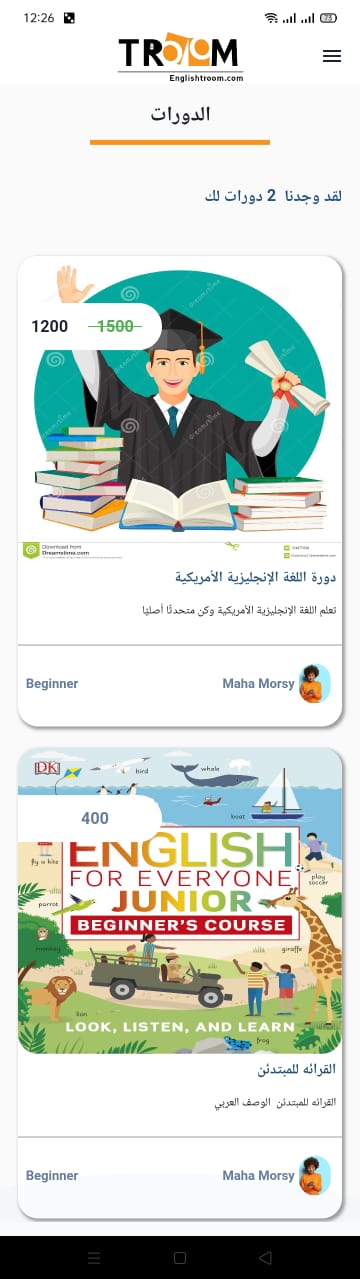 12:26
73
TROOM
Englishtroom.com
الدورات
لقد وجدنا 2 دورات لك
1200 1500
dreamstime
Download from
Dreamstime.com
دورة اللغة الإنجليزية الأمريكية
تعلم اللغة الإنجليزية الأمريكية وكن متحدثًا أصليًا
Beginner
Maha Morsy
DK
bird
whale
boat
400
ENGLISH
fly a kite
FOR EVERYONE
play soccer
JUNIOR
parrot
BEGINNER'S COURSE
monkey
giraffe
lion
LOOK, LISTEN, AND LEARN
frog
القرائه للمبتدئن
القرائه للمبتدئن الوصف العربي
Beginner
Maha Morsy